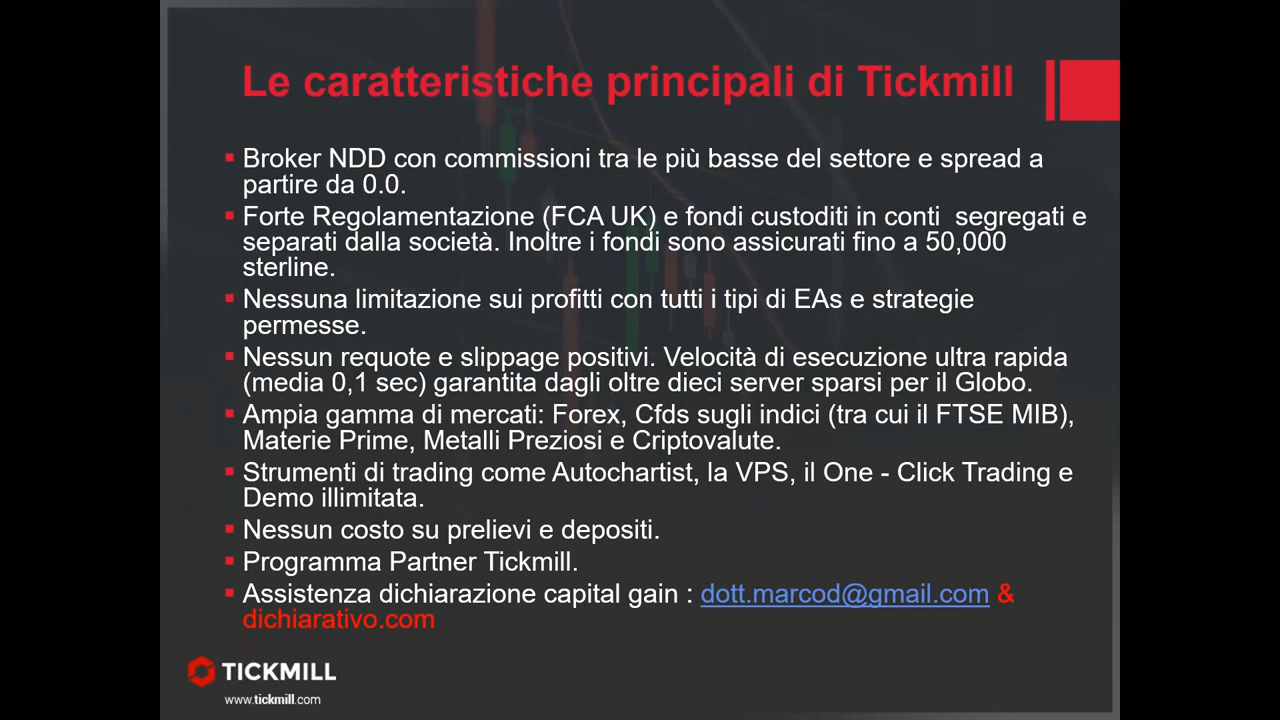 Le caratteristiche principali di Tickmill
▪ Broker NDD con commissioni tra le più basse del settore e spread a
partire da 0.0.
▪ Forte Regolamentazione (FCA UK) e fondi custoditi in conti  segregati e
separati dalla società. Inoltre i fondi sono assicurati fino a 50,000
sterline.
▪ Nessuna limitazione sui profitti con tutti i tipi di EAs e strategie
permesse.
▪ Nessun requote e slippage positivi. Velocità di esecuzione ultra rapida
(media 0,1 sec) garantita dagli oltre dieci server sparsi per il Globo.
▪ Ampia gamma di mercati: Forex, Cfds sugli indici (tra cui il FTSE MIB),
Materie Prime, Metalli Preziosi e Criptovalute.
▪ Strumenti di trading come Autochartist, la VPS, il One - Click Trading e
Demo illimitata.
▪ Nessun costo su prelievi e depositi.
▪ Programma Partner Tickmill.
▪ Assistenza dichiarazione capital gain : dott.marcod@gmail.com &
dichiarativo.com
TICKMILL
www.tickmill.com